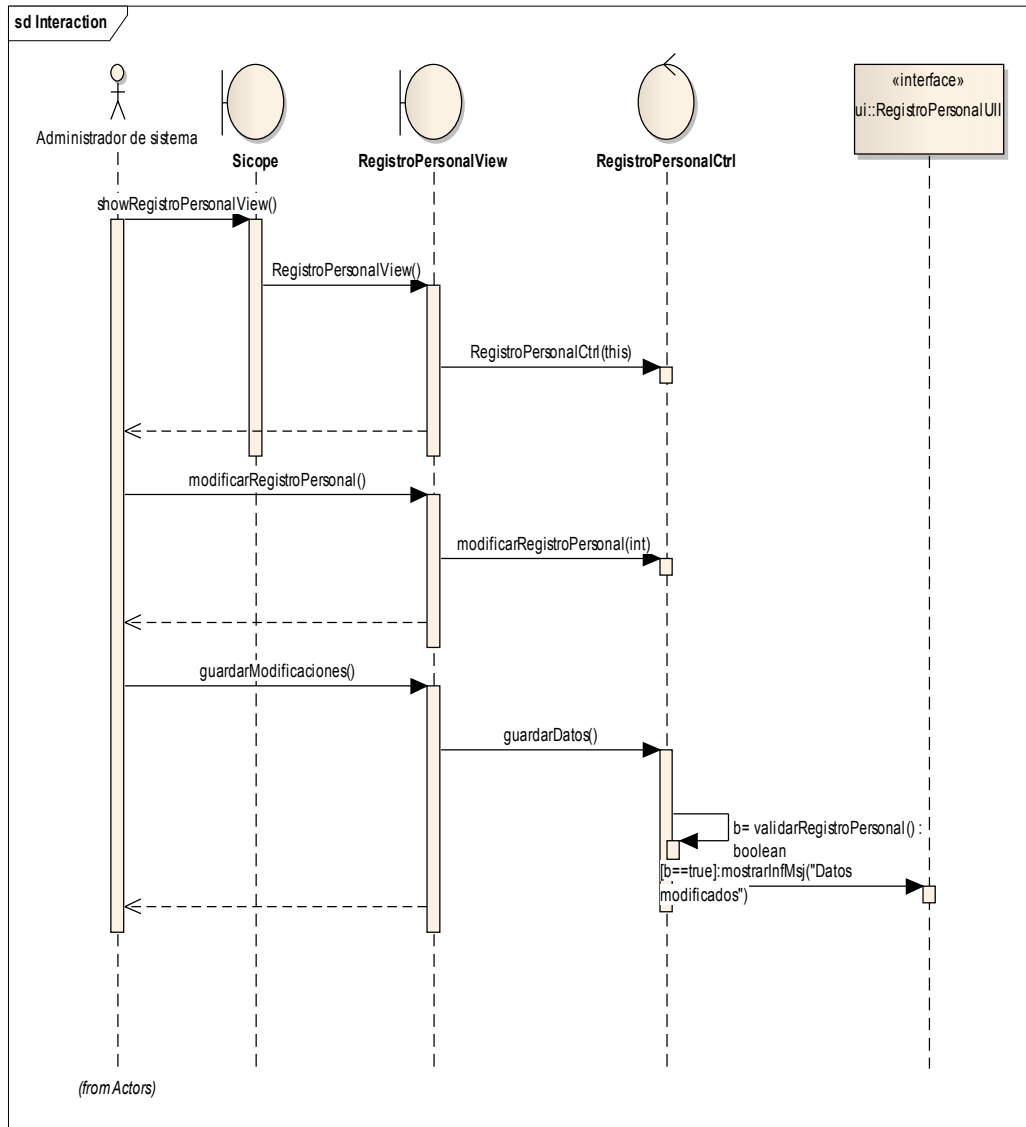 sd Interaction
«interface»
ui::RegistroPersonalUII
Administrador de sistema
Sicope
RegistroPersonalView
RegistroPersonalCtrl
showRegistroPersonalView()
RegistroPersonalView()
RegistroPersonalCtrl(this)
modificarRegistroPersonal()
modificarRegistroPersonal(int)
guardarModificaciones()
guardarDatos()
b= validarRegistroPersonal() :
boolean
[b==true]:mostrarInfMsj("Datos
modificados")
(from Actors)